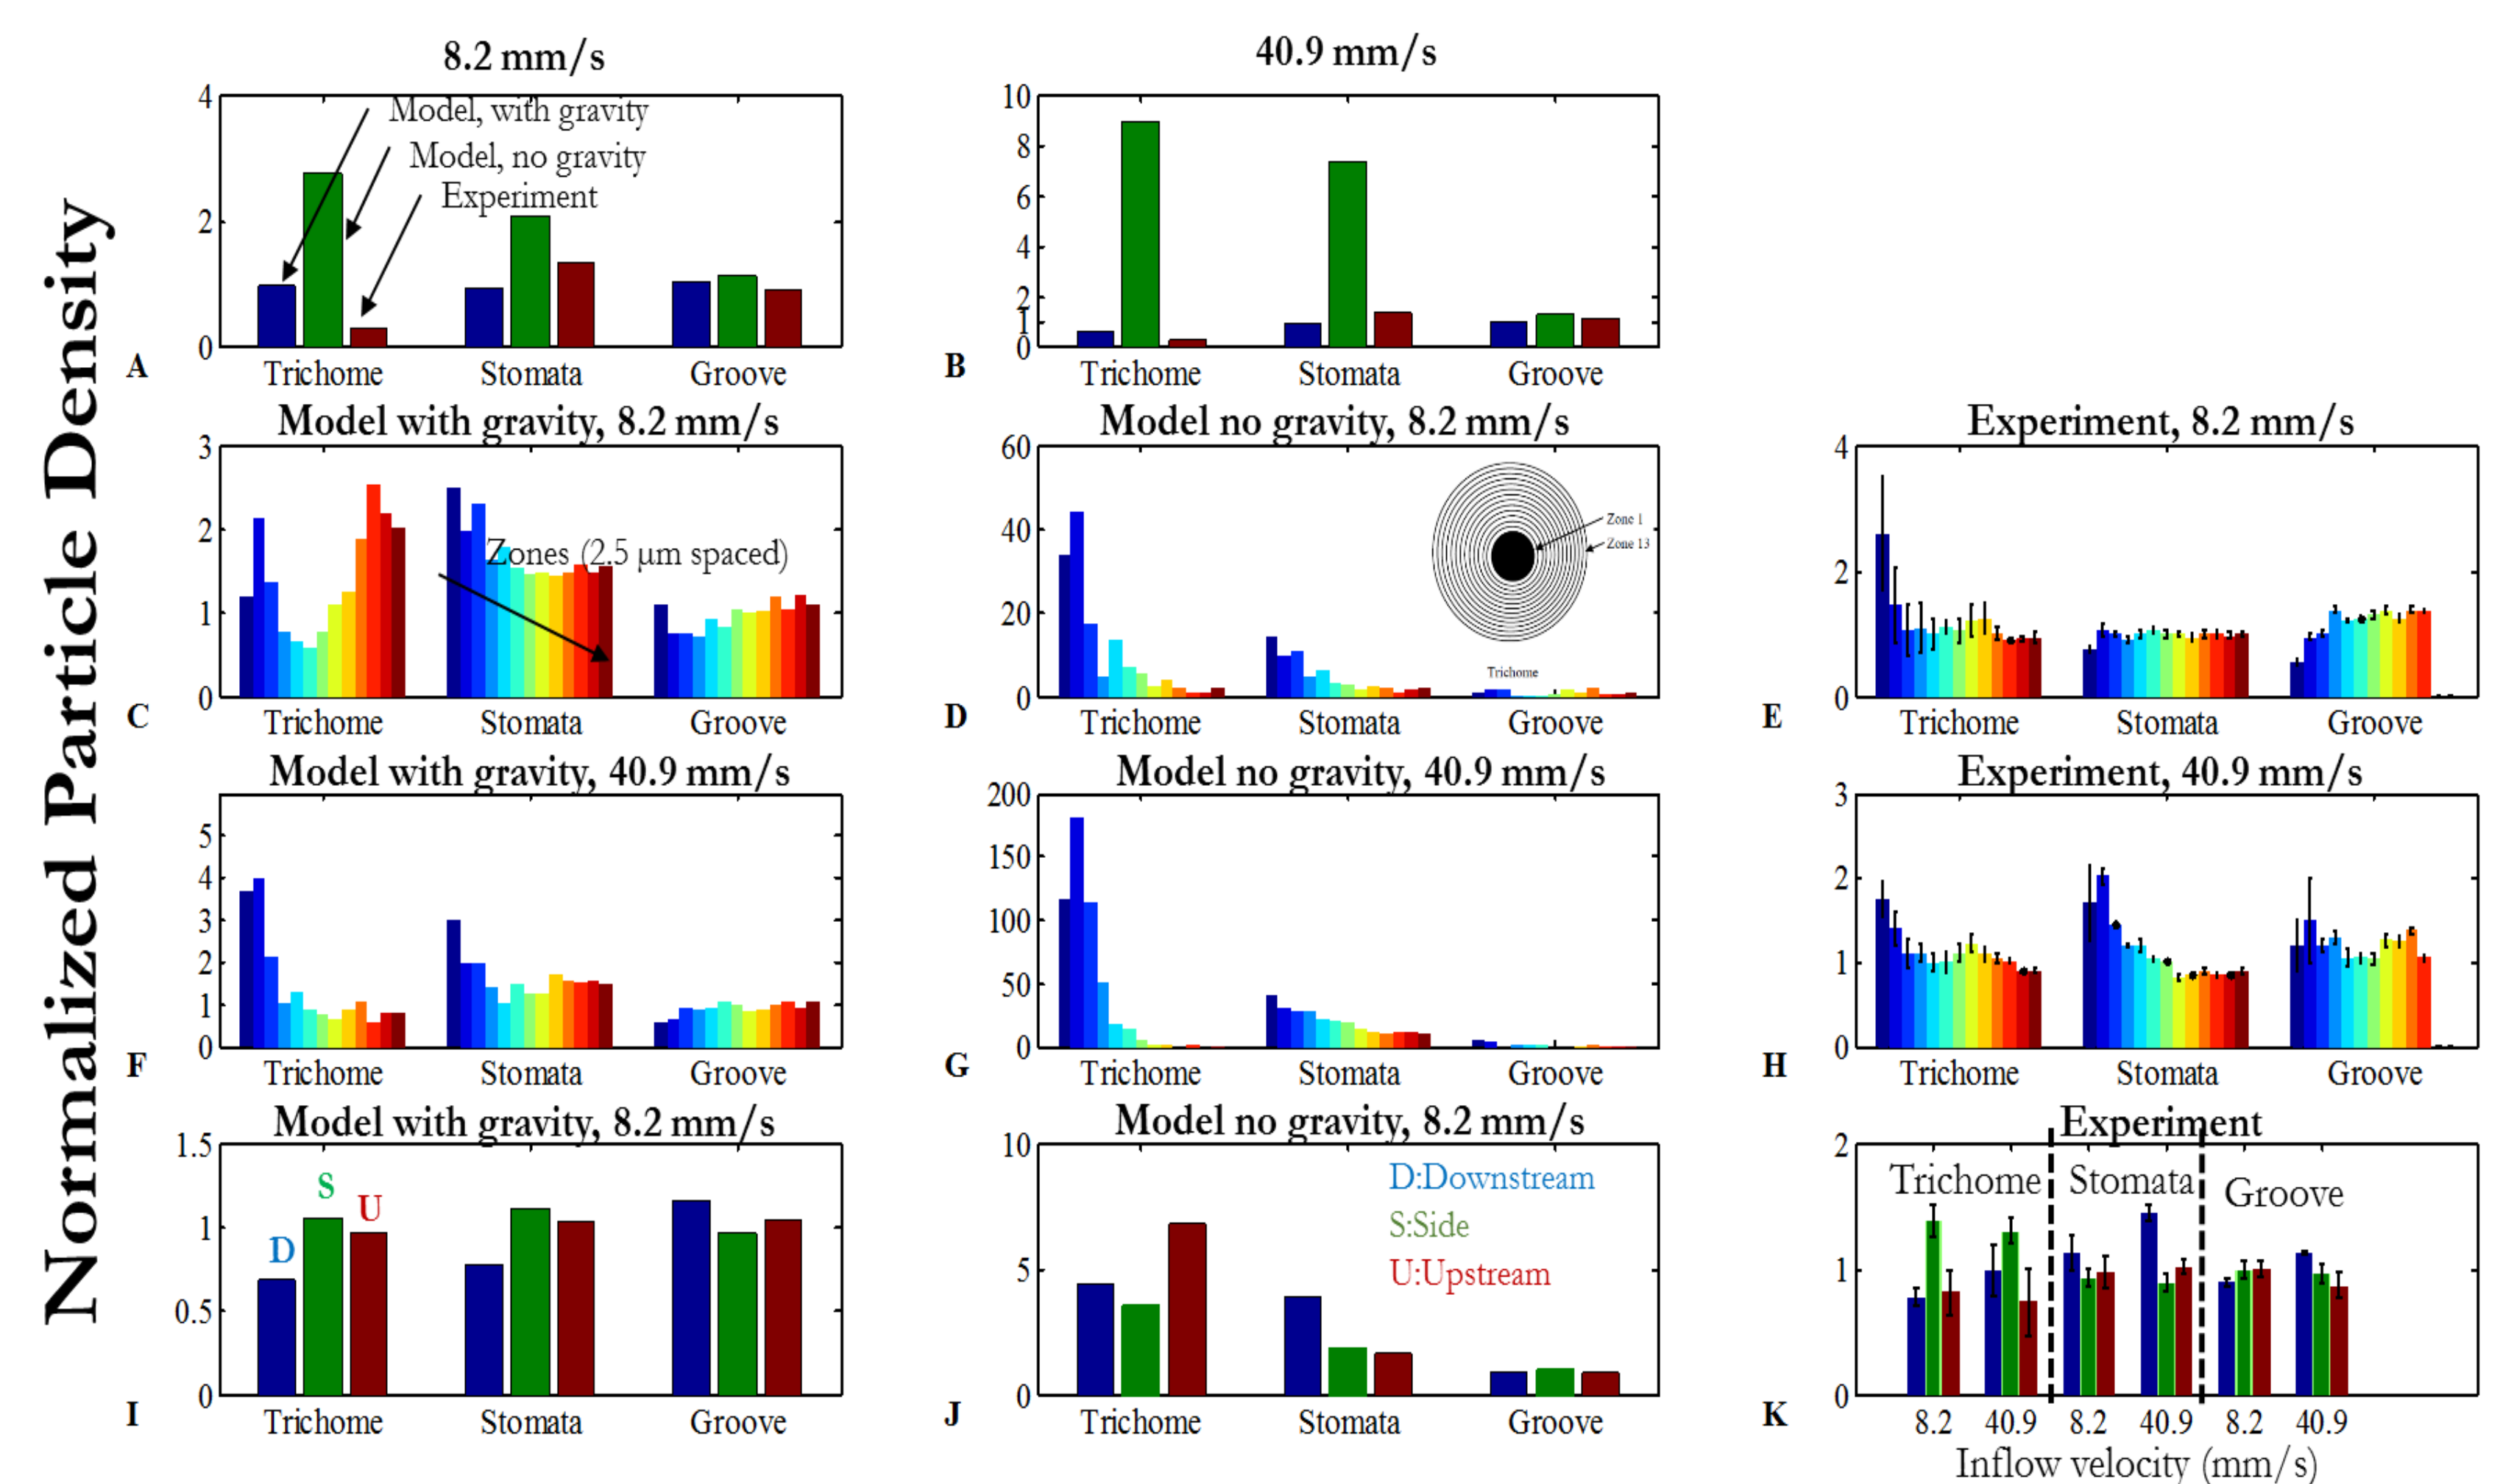 Normalized Particle Density
8.2 mm/s
4
2
0
Model, with gravity
Model, no gravity
Experiment
A
Trichome Stomata Groove
40.9 mm/s
10
8
6
4
2
1
0
B
Trichome Stomata Groove
Model with gravity, 8.2 mm/s
3
2
1
0
Zones (2.5 µm spaced)
C
Trichome Stomata Groove
Model no gravity, 8.2 mm/s
60
40
20
0
Zone 1
Zone 13
Trichome
D
Trichome Stomata Groove
Experiment, 8.2 mm/s
4
2
0
E
Trichome Stomata Groove
Model with gravity, 40.9 mm/s
5
4
3
2
1
0
F
Trichome Stomata Groove
Model no gravity, 40.9 mm/s
200
150
100
50
0
G
Trichome Stomata Groove
Experiment, 40.9 mm/s
3
2
1
0
H
Trichome Stomata Groove
Model with gravity, 8.2 mm/s
1.5
1
0.5
0
S
U
D
I
Trichome Stomata Groove
Model no gravity, 8.2 mm/s
10
5
0
D:Downstream
S:Side
U:Upstream
J
Trichome Stomata Groove
Experiment
2
1
0
Trichome Stomata Groove
K
8.2 40.9 8.2 40.9 8.2 40.9
Inflow velocity (mm/s)